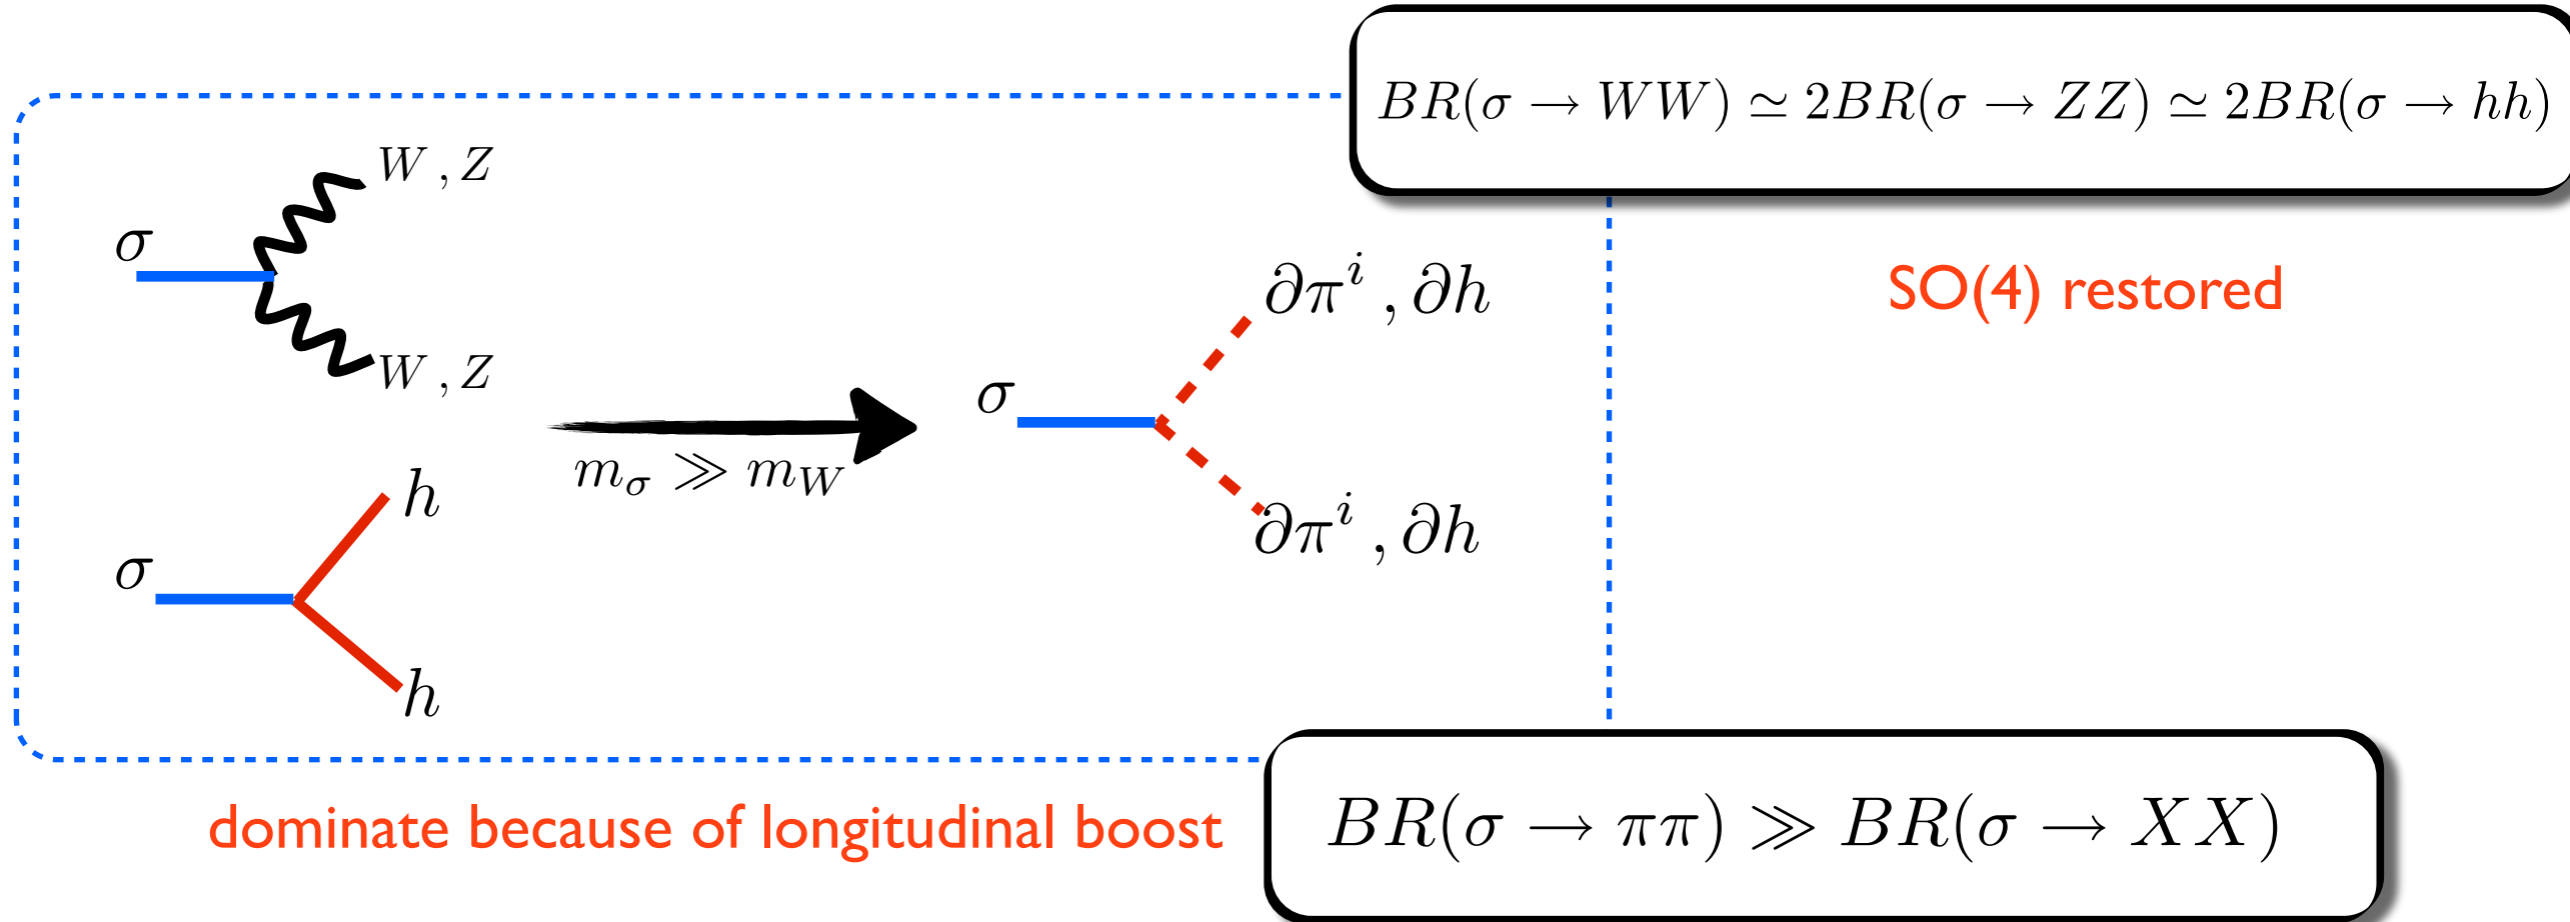 BR(σ → WW) ≃ 2BR(σ → ZZ) ≃ 2BR(σ → hh)
W , Z
σ
W , Z
m_σ ≫ m_W
h
σ
h
∂π^i , ∂h
σ
∂π^i , ∂h
SO(4) restored
dominate because of longitudinal boost
BR(σ → ππ) ≫ BR(σ → XX)